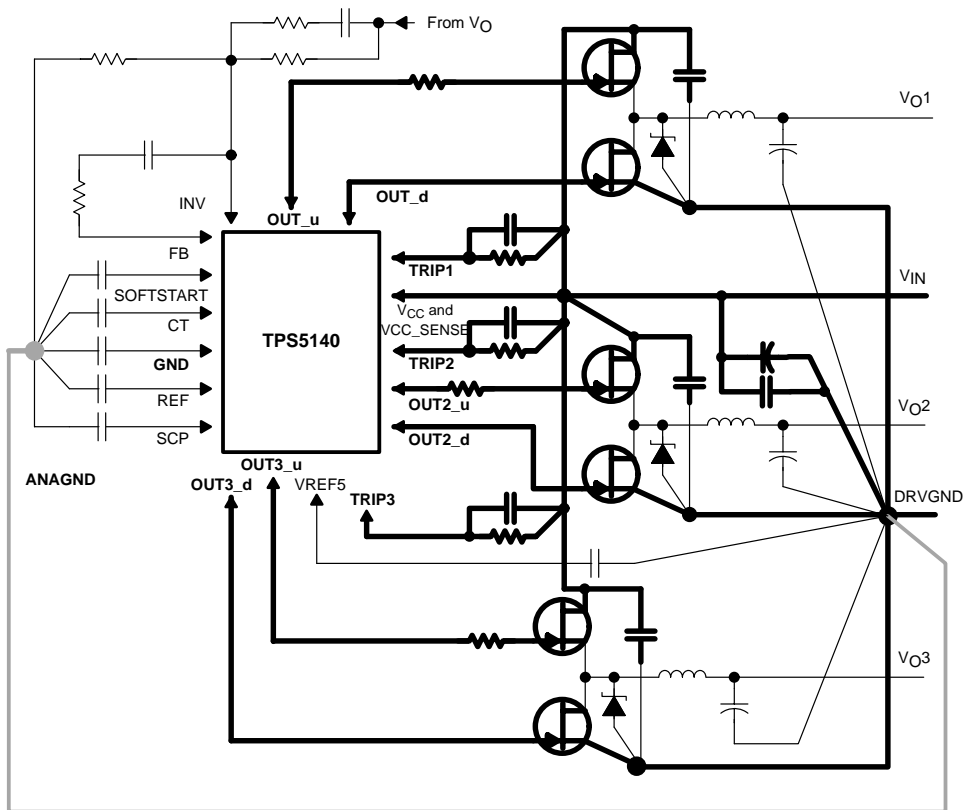 From VO
VO1
INV
OUT_u
OUT_d
FB
TRIP1
SOFTSTART
VIN
CT
VCC and
VCC_SENSE
TPS5140
GND
TRIP2
REF
OUT2_u
VO2
SCP
OUT2_d
ANAGND
OUT3_u
OUT3_d
VREF5
TRIP3
DRVGND
VO3